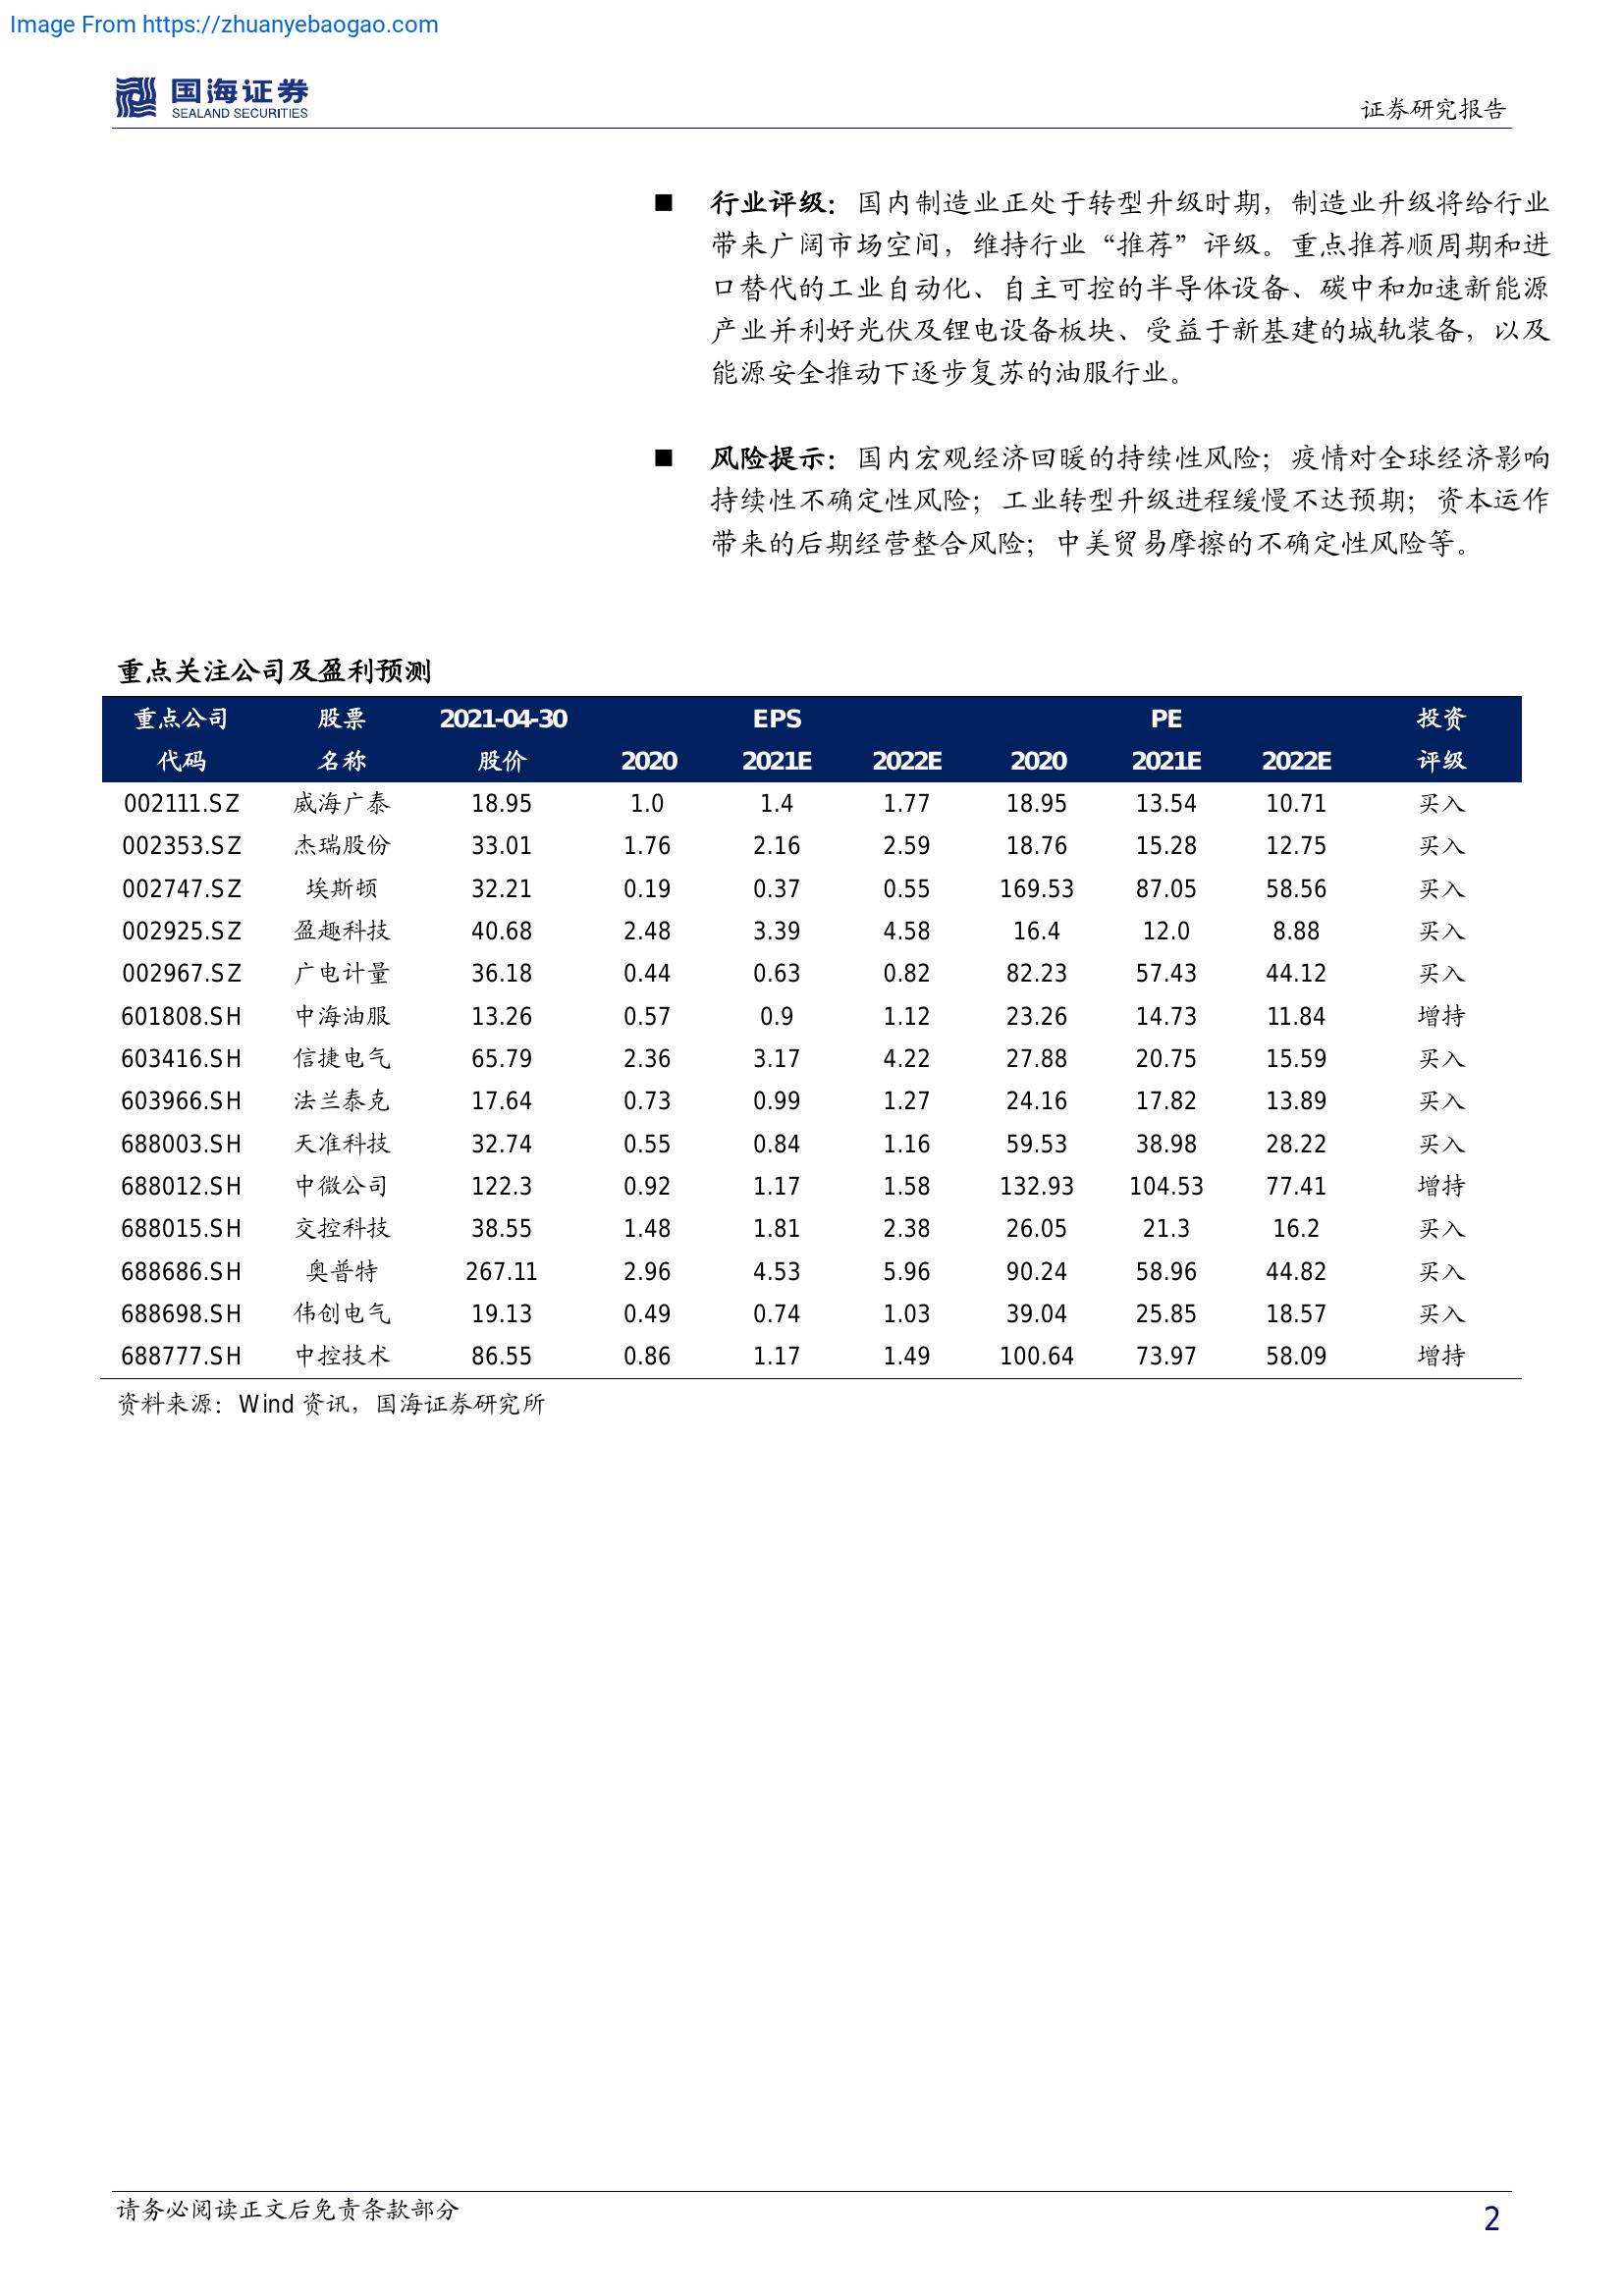 Image From https://zhuanyebaogao.com
国海证券
SEALAND SECURITIES
证券研究报告
■ 行业评级：国内制造业正处于转型升级时期，制造业升级将给行业
带来广阔市场空间，维持行业“推荐”评级。重点推荐顺周期和进
口替代的工业自动化、自主可控的半导体设备、碳中和加速新能源
产业并利好光伏及锂电设备板块、受益于新基建的城轨装备，以及
能源安全推动下逐步复苏的油服行业。
■ 风险提示：国内宏观经济回暖的持续性风险；疫情对全球经济影响
持续性不确定性风险；工业转型升级进程缓慢不达预期；资本运作
带来的后期经营整合风险；中美贸易摩擦的不确定性风险等。
重点关注公司及盈利预测
重点公司 股票 2021-04-30 EPS PE 投资
代码 名称 股价 2020 2021E 2022E 2020 2021E 2022E 评级
002111.SZ 威海广泰 18.95 1.0 1.4 1.77 18.95 13.54 10.71 买入
002353.SZ 杰瑞股份 33.01 1.76 2.16 2.59 18.76 15.28 12.75 买入
002747.SZ 埃斯顿 32.21 0.19 0.37 0.55 169.53 87.05 58.56 买入
002925.SZ 盈趣科技 40.68 2.48 3.39 4.58 16.4 12.0 8.88 买入
002967.SZ 广电计量 36.18 0.44 0.63 0.82 82.23 57.43 44.12 买入
601808.SH 中海油服 13.26 0.57 0.9 1.12 23.26 14.73 11.84 增持
603416.SH 信捷电气 65.79 2.36 3.17 4.22 27.88 20.75 15.59 买入
603966.SH 法兰泰克 17.64 0.73 0.99 1.27 24.16 17.82 13.89 买入
688003.SH 天准科技 32.74 0.55 0.84 1.16 59.53 38.98 28.22 买入
688012.SH 中微公司 122.3 0.92 1.17 1.58 132.93 104.53 77.41 增持
688015.SH 交控科技 38.55 1.48 1.81 2.38 26.05 21.3 16.2 买入
688686.SH 奥普特 267.11 2.96 4.53 5.96 90.24 58.96 44.82 买入
688698.SH 伟创电气 19.13 0.49 0.74 1.03 39.04 25.85 18.57 买入
688777.SH 中控技术 86.55 0.86 1.17 1.49 100.64 73.97 58.09 增持
资料来源：Wind 资讯，国海证券研究所
请务必阅读正文后免责条款部分
2